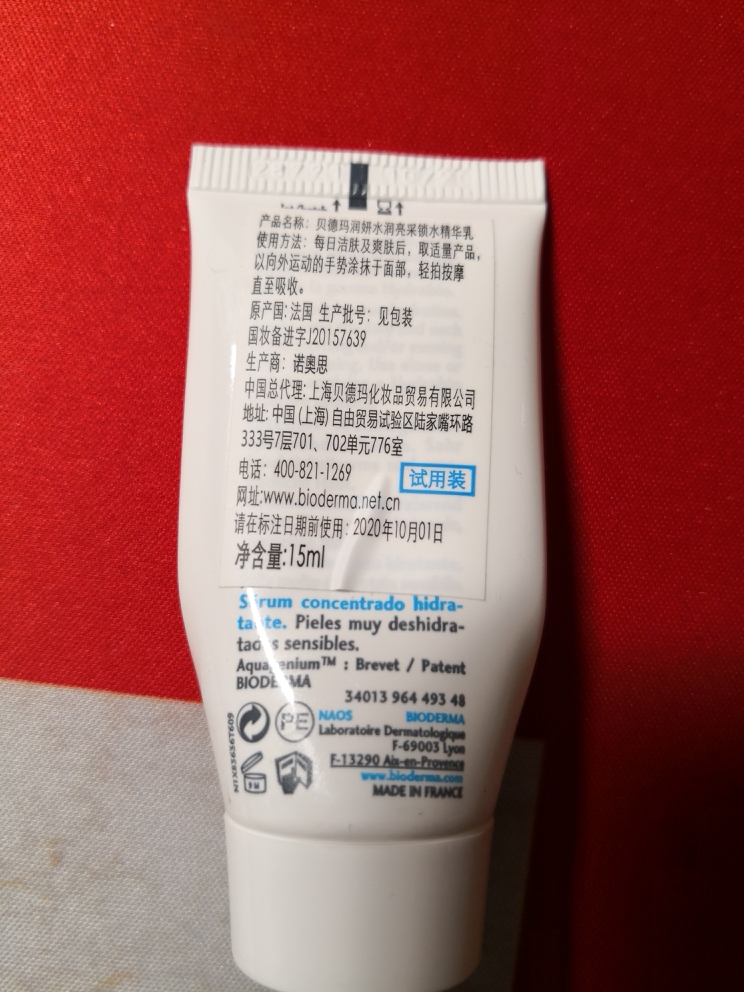 产品名称：贝德玛润妍水润亮采锁水精华乳
使用方法：每日洁肤及爽肤后，取适量产品，
以向外运动的手势涂抹于面部，轻拍按摩
直至吸收。
原产国：法国 生产批号：见包装
国妆备进字J20157639
生产商：诺奥思
中国总代理：上海贝德玛化妆品贸易有限公司
地址：中国(上海)自由贸易试验区陆家嘴环路
333号7层701、702单元776室
电话：400-821-1269
试用装
网址:www.bioderma.net.cn
请在标注日期前使用：2020年10月01日
净含量:15ml
Sérum concentrado hidra-
tante. Pieles muy deshidra-
tadas sensibles.
Aquagenium™ : Brevet / Patent
BIODERMA
34013 964 493 48
NAOS BIODERMA
Laboratoire Dermatologique
F-69003 Lyon
F-13290 Aix-en-Provence
www.bioderma.com
MADE IN FRANCE
PE